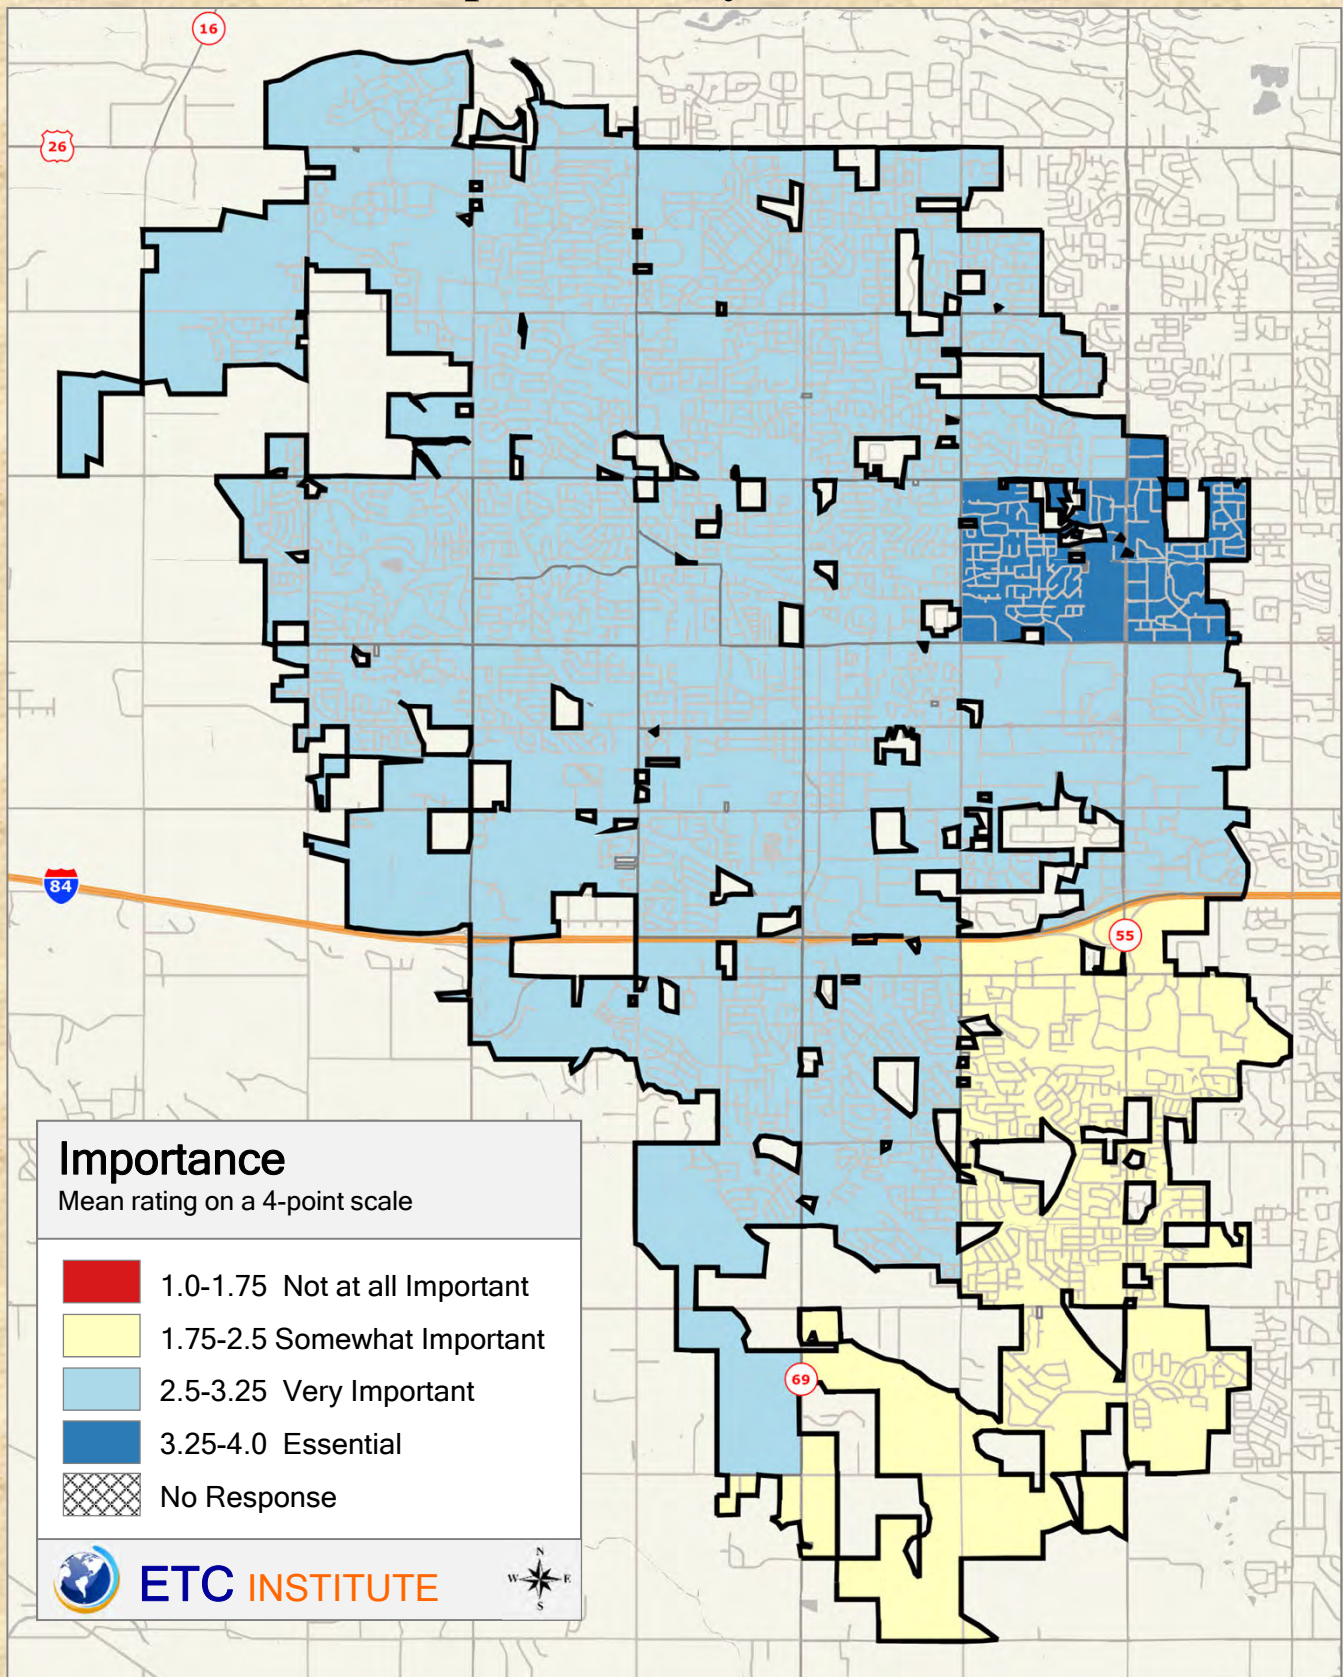 16
26
84
55
69
Importance
Mean rating on a 4-point scale
1.0-1.75 Not at all Important
1.75-2.5 Somewhat Important
2.5-3.25 Very Important
3.25-4.0 Essential
No Response
ETC INSTITUTE
N
W E
S